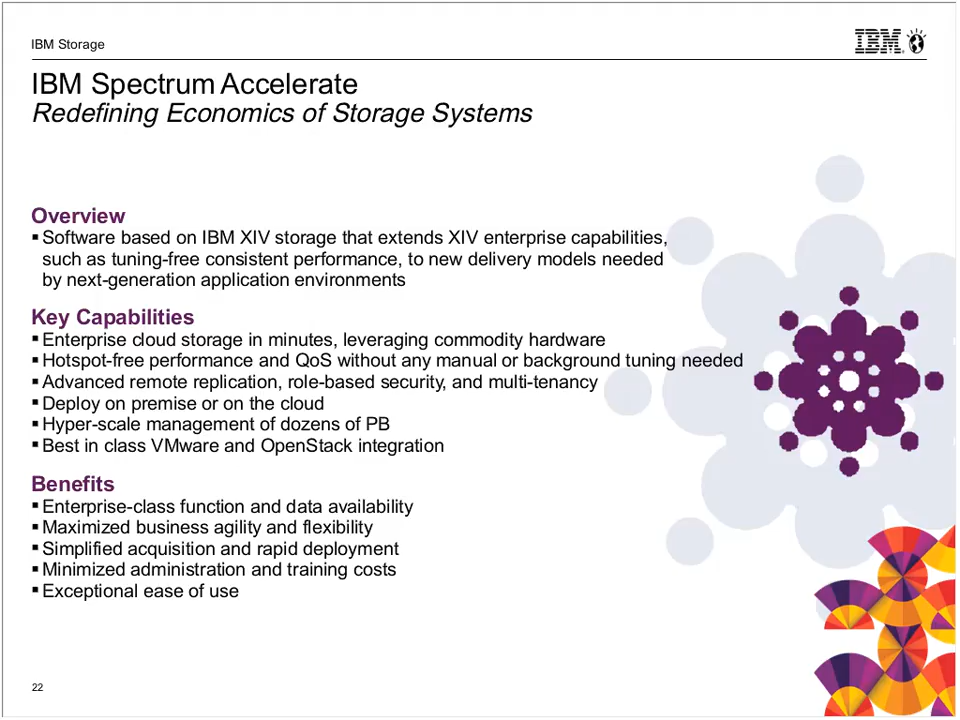 IBM Storage
IBM
IBM Spectrum Accelerate
Redefining Economics of Storage Systems
Overview
▪ Software based on IBM XIV storage that extends XIV enterprise capabilities,
such as tuning-free consistent performance, to new delivery models needed
by next-generation application environments
Key Capabilities
▪ Enterprise cloud storage in minutes, leveraging commodity hardware
▪ Hotspot-free performance and QoS without any manual or background tuning needed
▪ Advanced remote replication, role-based security, and multi-tenancy
▪ Deploy on premise or on the cloud
▪ Hyper-scale management of dozens of PB
▪ Best in class VMware and OpenStack integration
Benefits
▪ Enterprise-class function and data availability
▪ Maximized business agility and flexibility
▪ Simplified acquisition and rapid deployment
▪ Minimized administration and training costs
▪ Exceptional ease of use
22